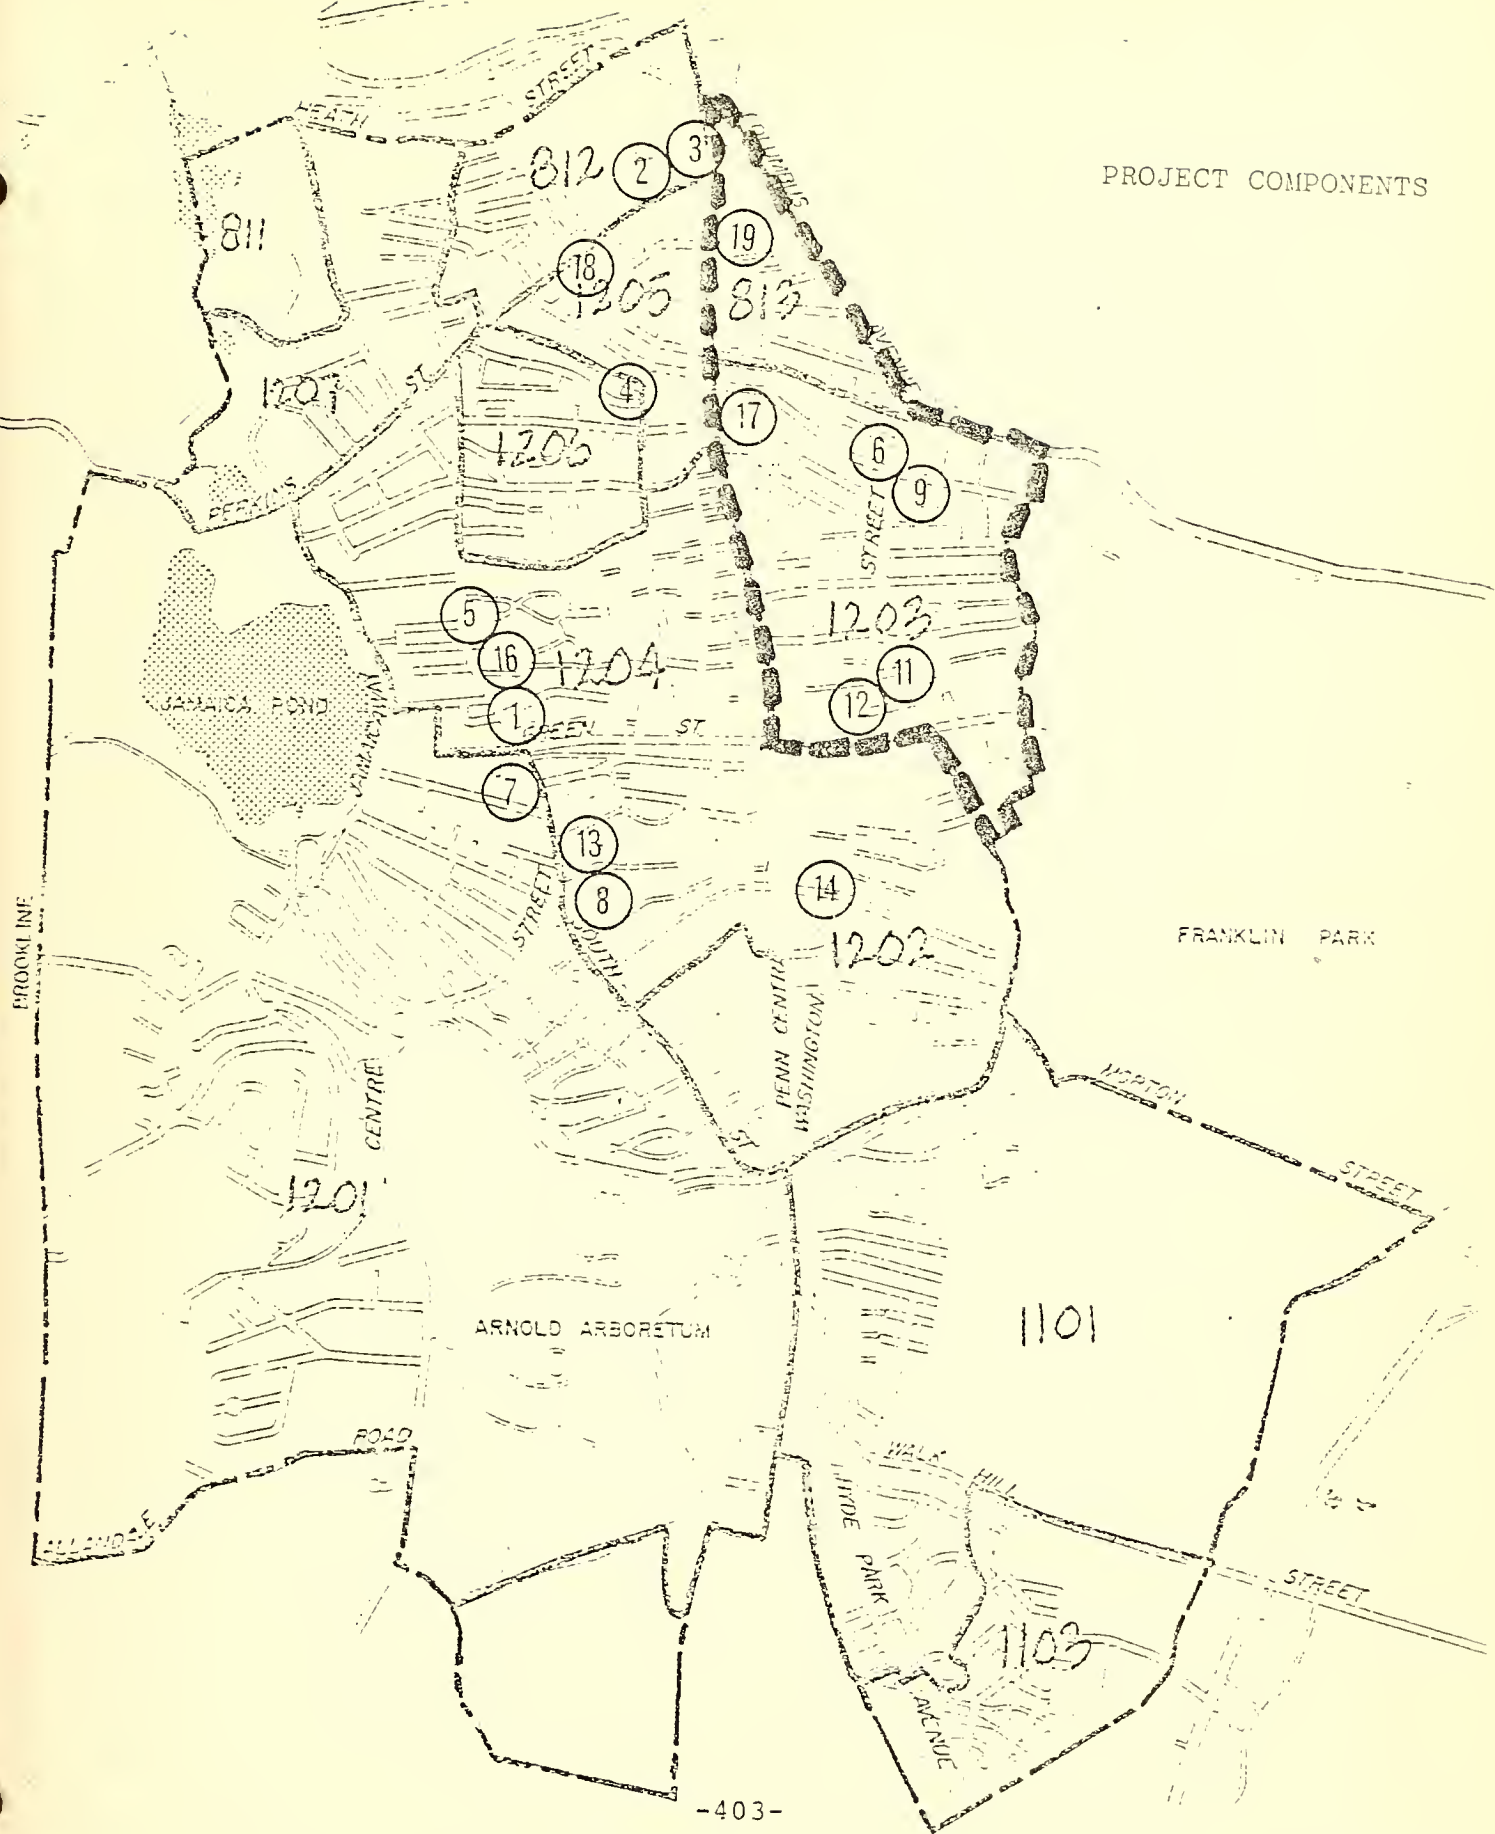 PROJECT COMPONENTS
HEATH
STREET
COLUMBUS
AVENUE
812
2
3
811
19
18
1205
813
1207
ST.
4
17
1206
6
9
STREET
PERKINS
5
16
1204
1203
11
12
1
GREEN ST.
JAMAICA POND
JAMAICAWAY
7
13
8
STREET
SOUTH
14
1202
BROOKLINE
FRANKLIN PARK
PENN CENTRAL
WASHINGTON
CENTRE
ST.
MORTON
STREET
1201
ARNOLD ARBORETUM
1101
ROAD
ALLANDALE
WALK
HILL
STREET
HYDE
PARK
AVENUE
1103
-403-